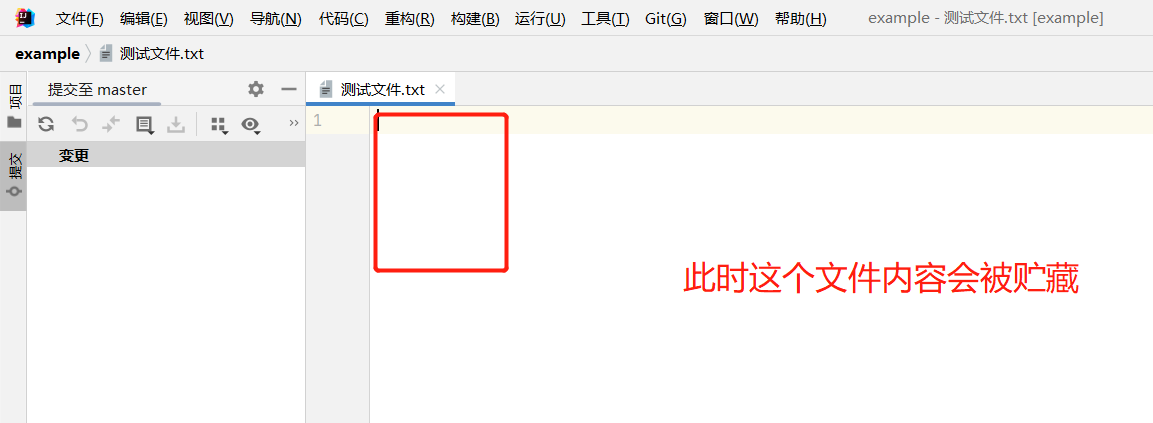 文件(F) 编辑(E) 视图(V) 导航(N) 代码(C) 重构(R) 构建(B) 运行(U) 工具(T) Git(G) 窗口(W) 帮助(H) example - 测试文件.txt [example]
example 测试文件.txt
项目
提交至 master
测试文件.txt
1
提交
变更
此时这个文件内容会被贮藏